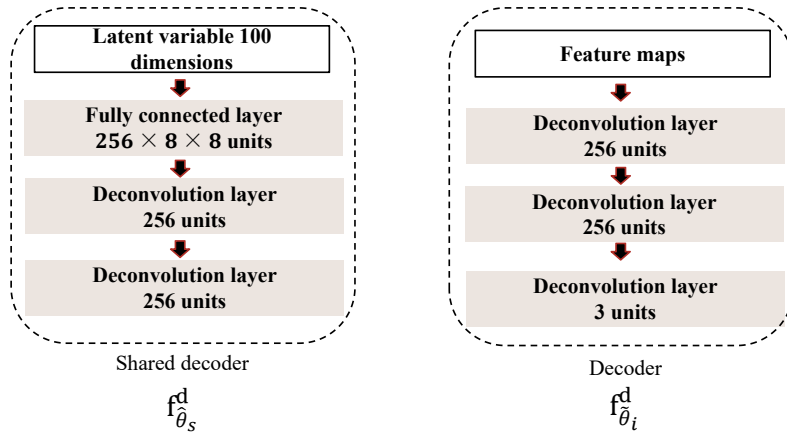 Latent variable 100
dimensions
Fully connected layer
256 × 8 × 8 units
Deconvolution layer
256 units
Deconvolution layer
256 units
Shared decoder
f^d_{θ̂_s}
Feature maps
Deconvolution layer
256 units
Deconvolution layer
256 units
Deconvolution layer
3 units
Decoder
f^d_{θ̃_i}